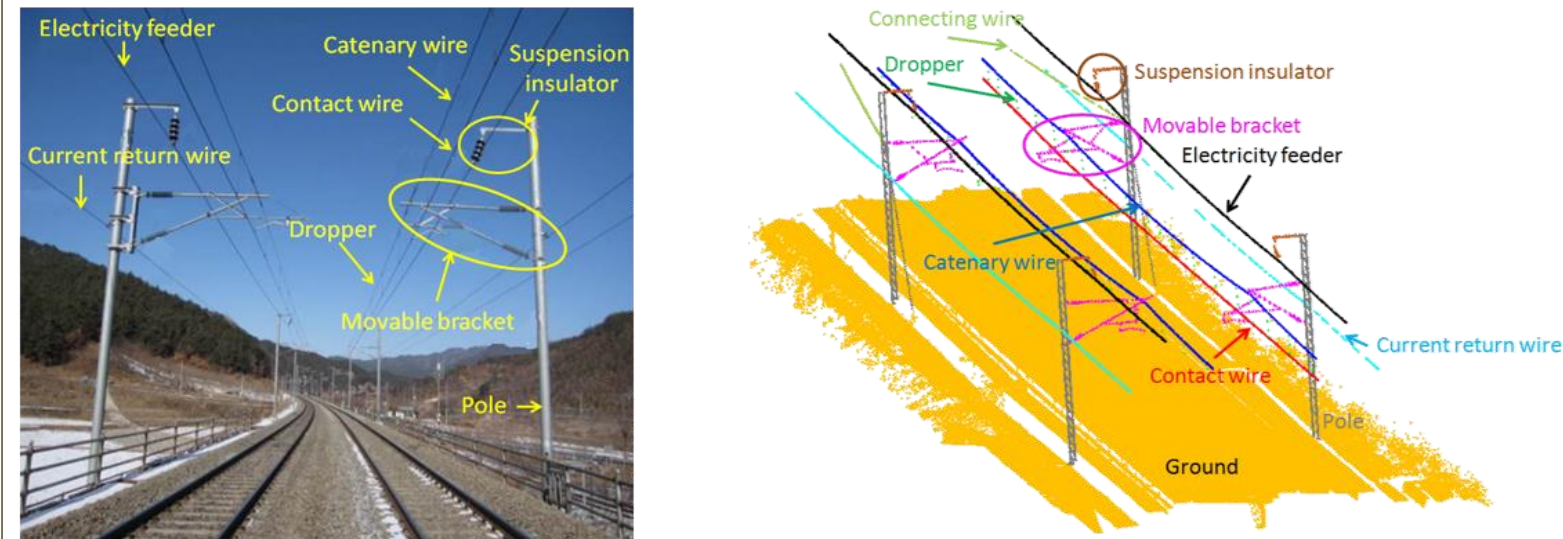 Electricity feeder
Catenary wire
Suspension
insulator
Contact wire
Current return wire
Dropper
Movable bracket
Pole
Connecting wire
Dropper
Suspension insulator
Movable bracket
Electricity feeder
Catenary wire
Current return wire
Contact wire
Pole
Ground